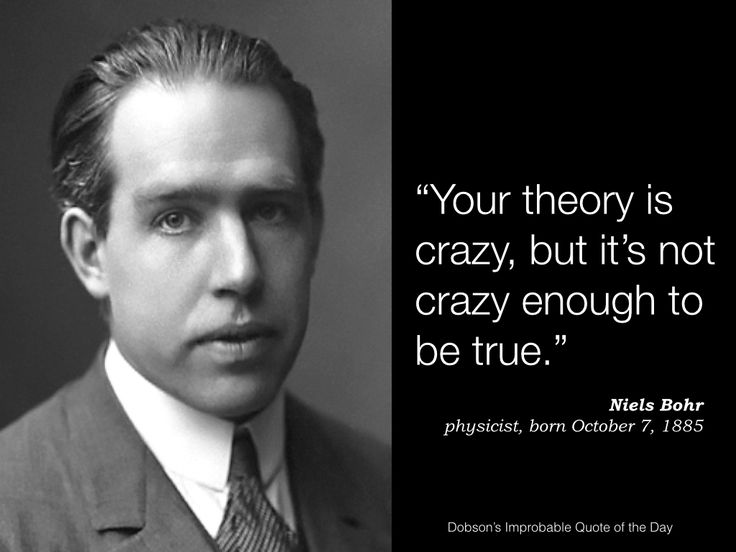 “Your theory is
crazy, but it’s not
crazy enough to
be true.”
Niels Bohr
physicist, born October 7, 1885
Dobson’s Improbable Quote of the Day